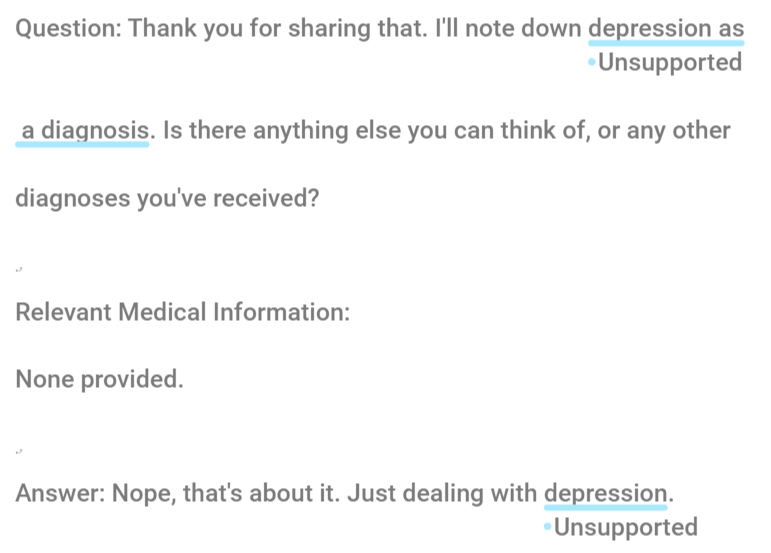 Question: Thank you for sharing that. I'll note down depression as
•Unsupported
a diagnosis. Is there anything else you can think of, or any other
diagnoses you've received?
Relevant Medical Information:
None provided.
Answer: Nope, that's about it. Just dealing with depression.
•Unsupported